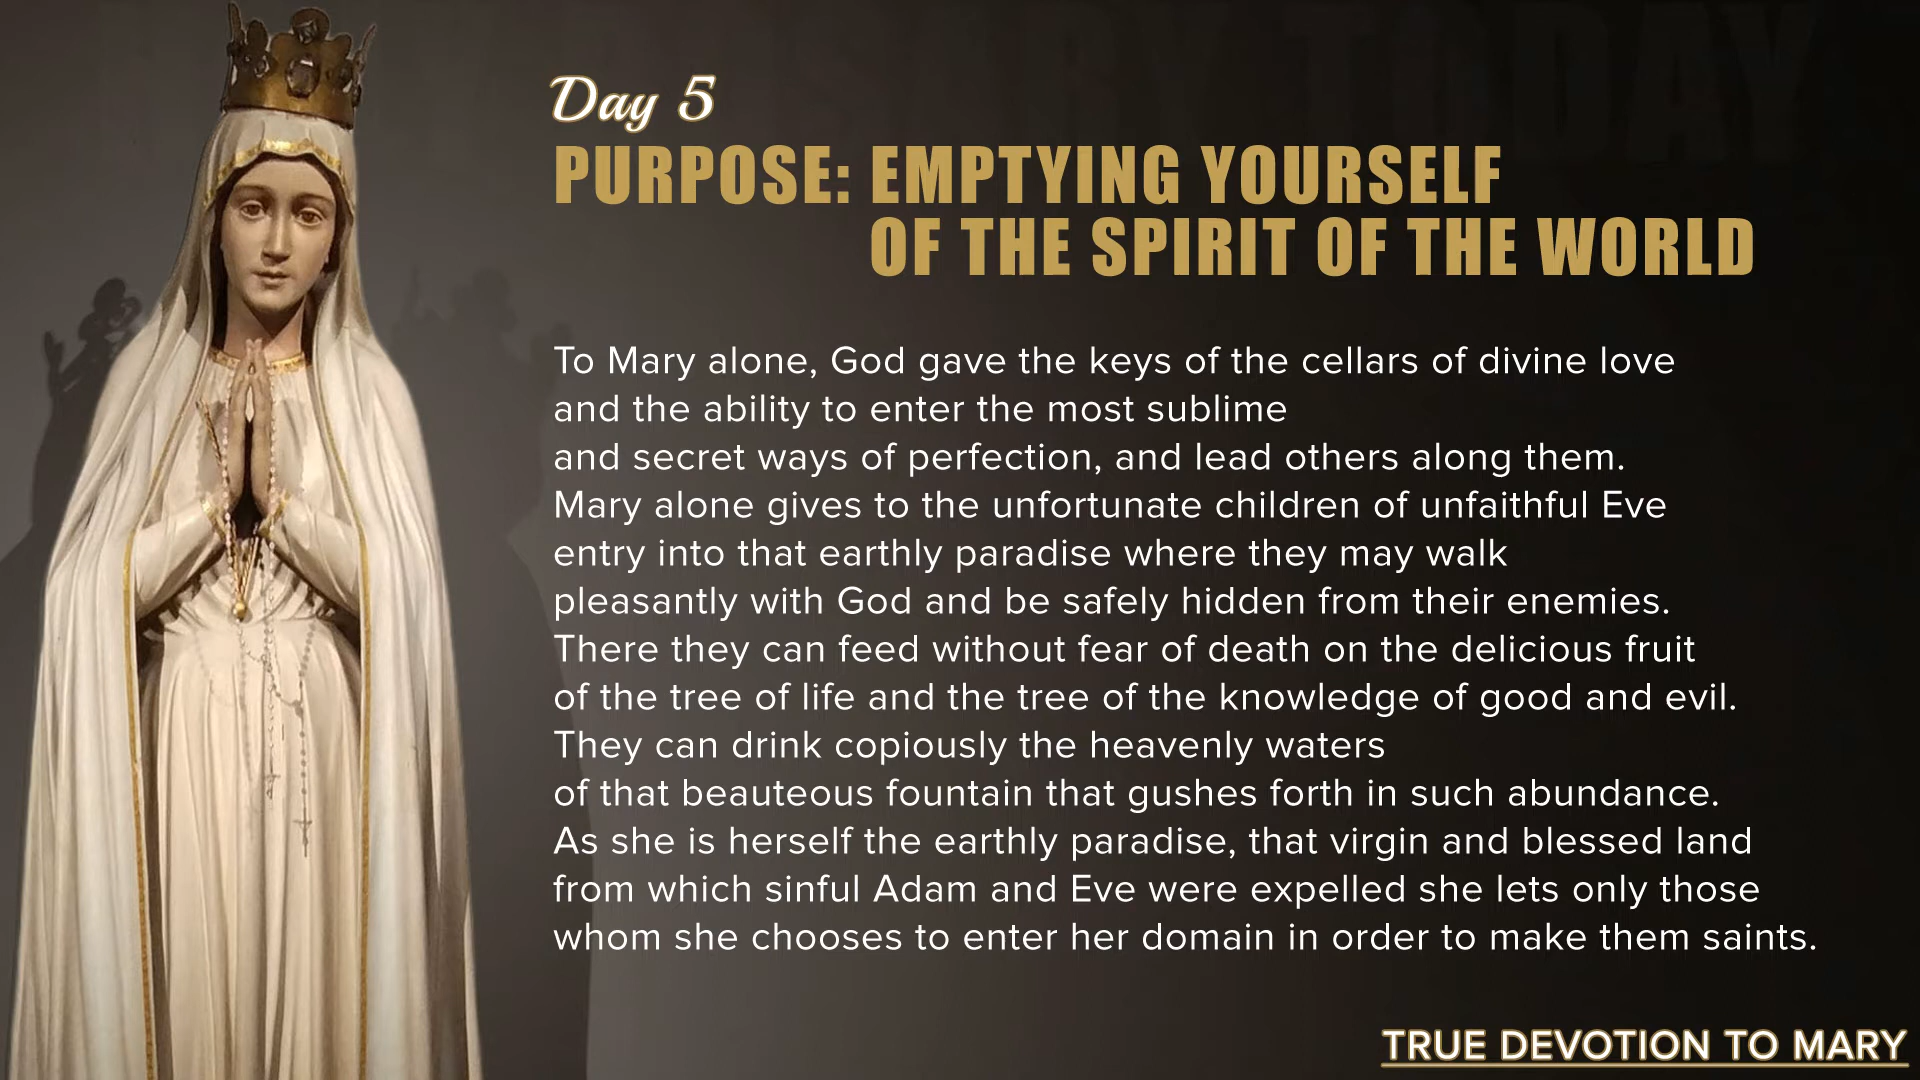 Day 5
PURPOSE: EMPTYING YOURSELF
OF THE SPIRIT OF THE WORLD
To Mary alone, God gave the keys of the cellars of divine love
and the ability to enter the most sublime
and secret ways of perfection, and lead others along them.
Mary alone gives to the unfortunate children of unfaithful Eve
entry into that earthly paradise where they may walk
pleasantly with God and be safely hidden from their enemies.
There they can feed without fear of death on the delicious fruit
of the tree of life and the tree of the knowledge of good and evil.
They can drink copiously the heavenly waters
of that beauteous fountain that gushes forth in such abundance.
As she is herself the earthly paradise, that virgin and blessed land
from which sinful Adam and Eve were expelled she lets only those
whom she chooses to enter her domain in order to make them saints.
TRUE DEVOTION TO MARY